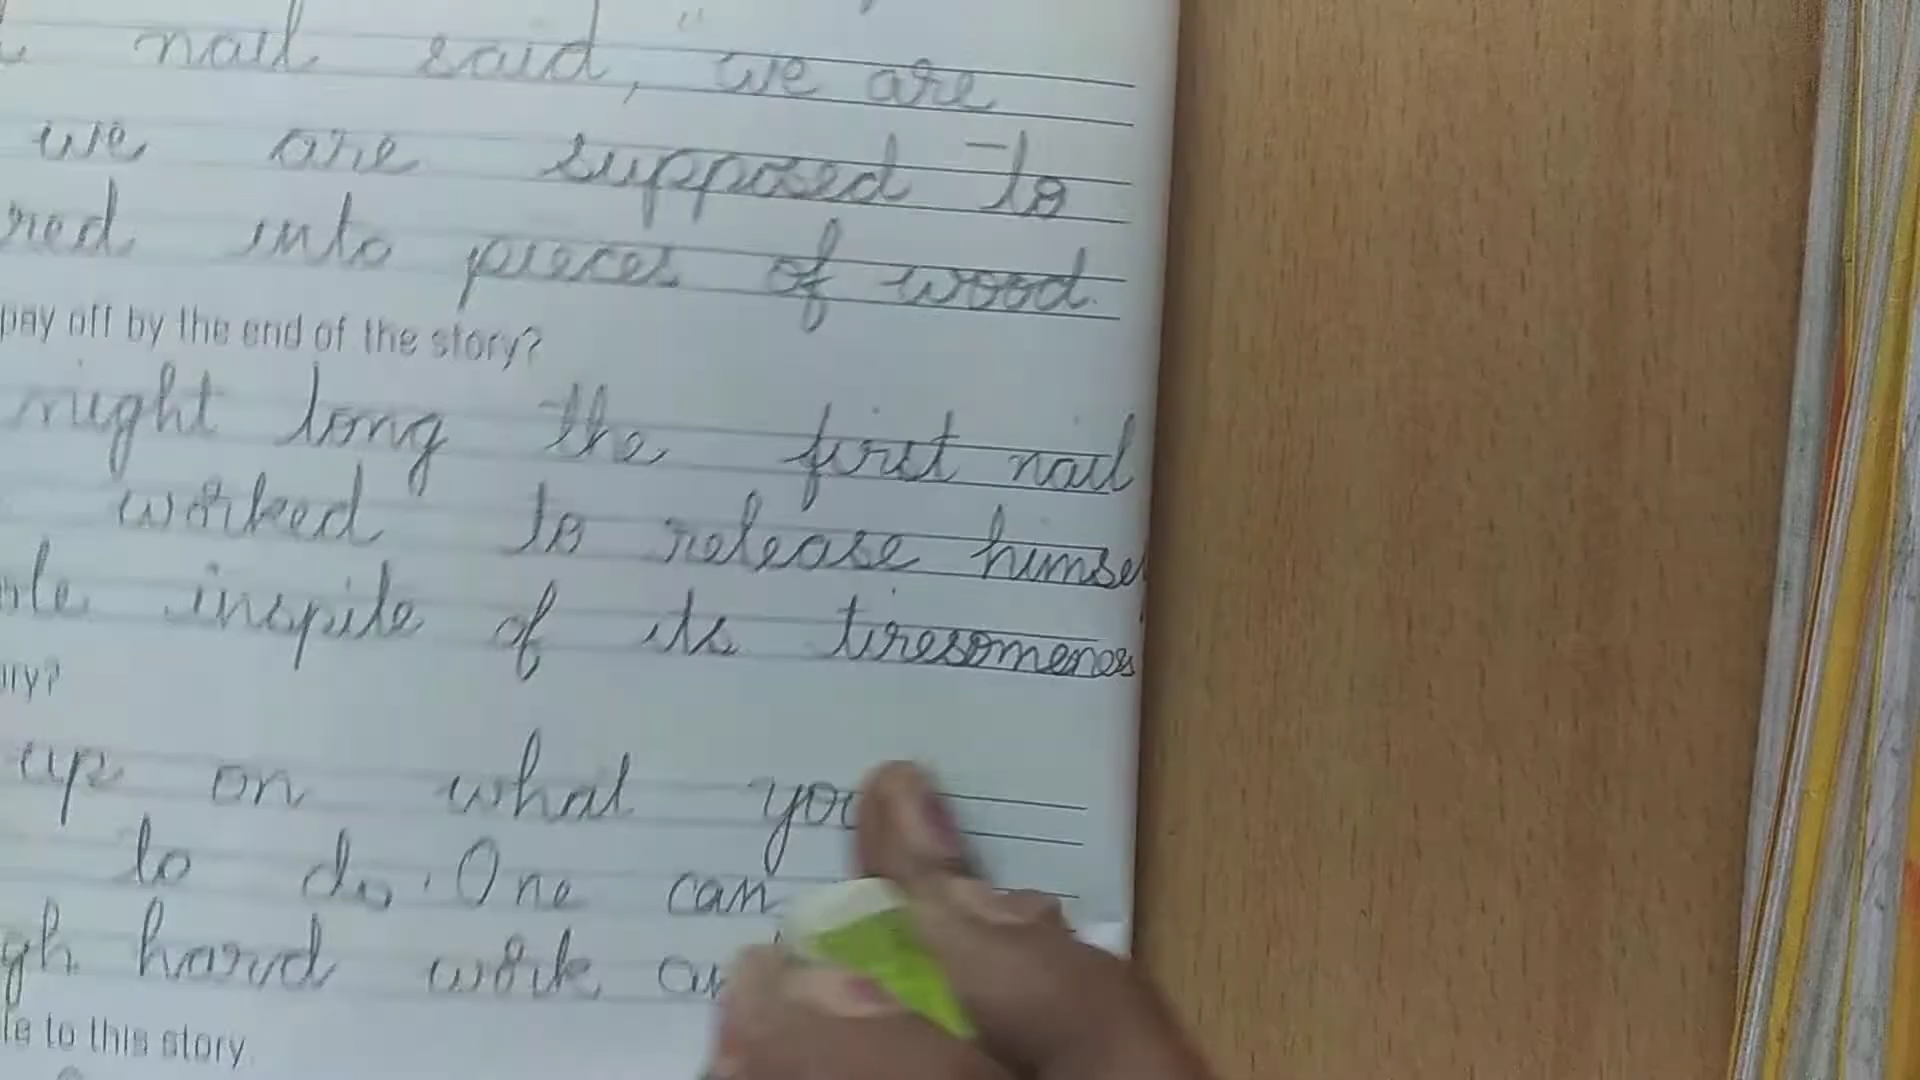 nail said, "we are
we are supposed to
red into pieces of wood.
pay off by the end of the story?
night long the first nail
worked to release himse
inspite of its tiresomeness
ry?
up on what you
to do. One can
gh hard work
le to this story.